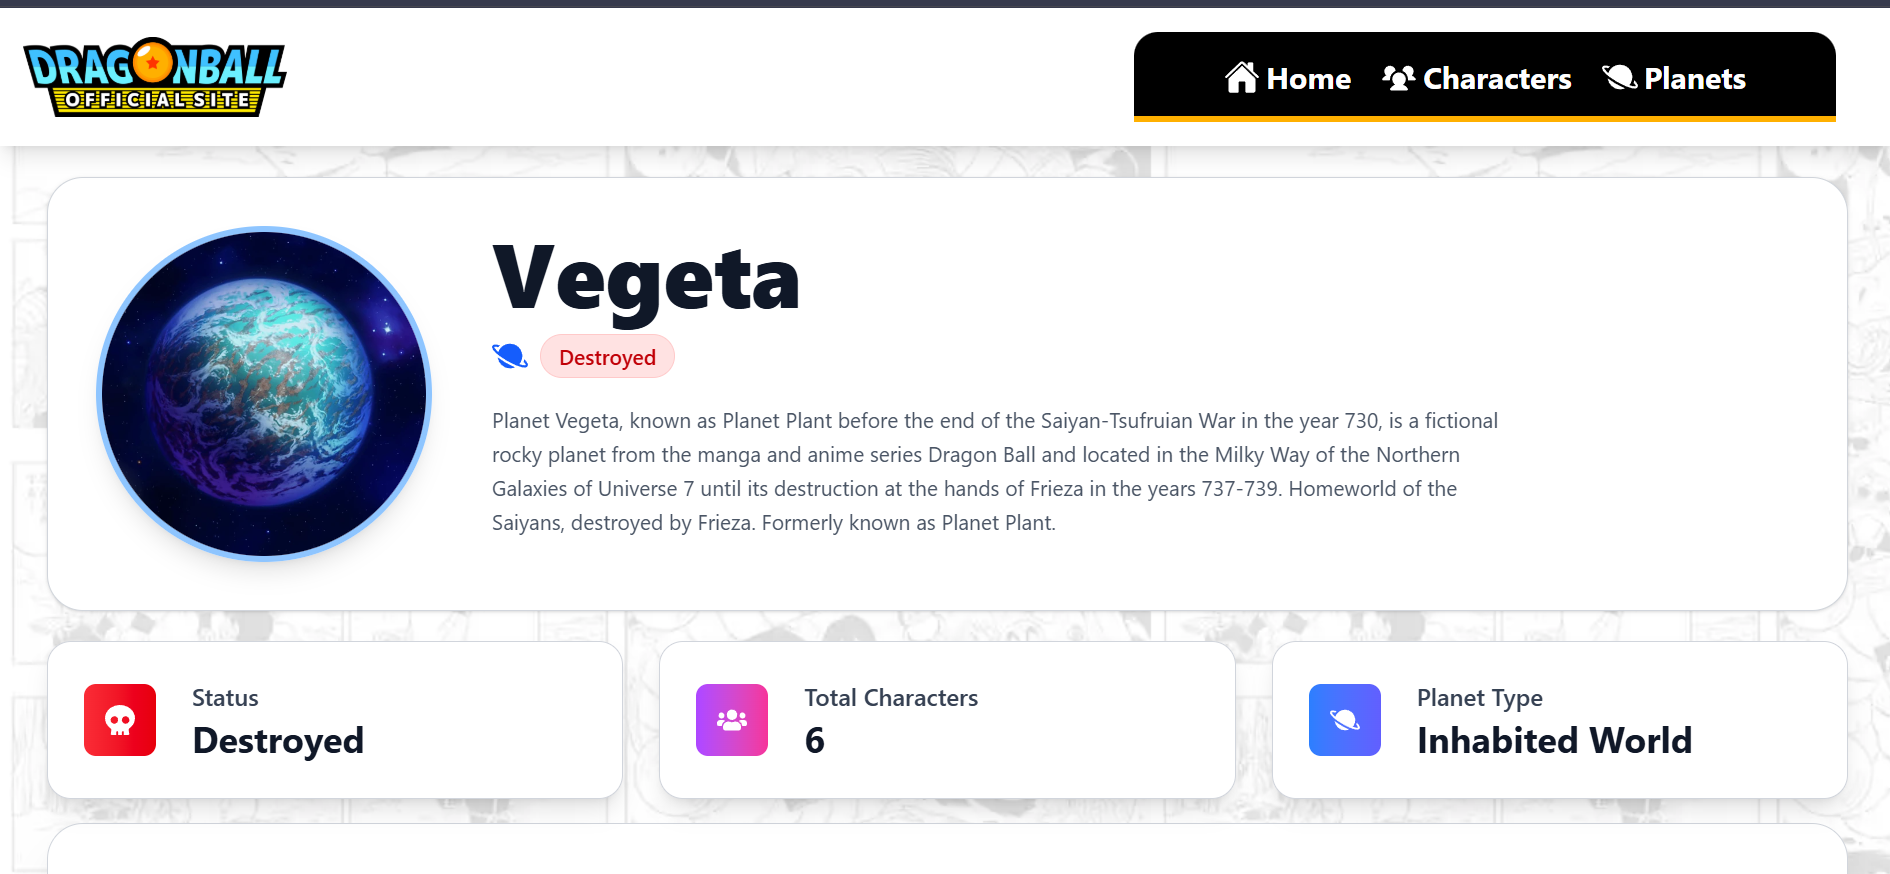 DRAGONBALL
OFFICIAL SITE
Home Characters Planets
Vegeta
Destroyed
Planet Vegeta, known as Planet Plant before the end of the Saiyan-Tsufruian War in the year 730, is a fictional
rocky planet from the manga and anime series Dragon Ball and located in the Milky Way of the Northern
Galaxies of Universe 7 until its destruction at the hands of Frieza in the years 737-739. Homeworld of the
Saiyans, destroyed by Frieza. Formerly known as Planet Plant.
Status
Destroyed
Total Characters
6
Planet Type
Inhabited World